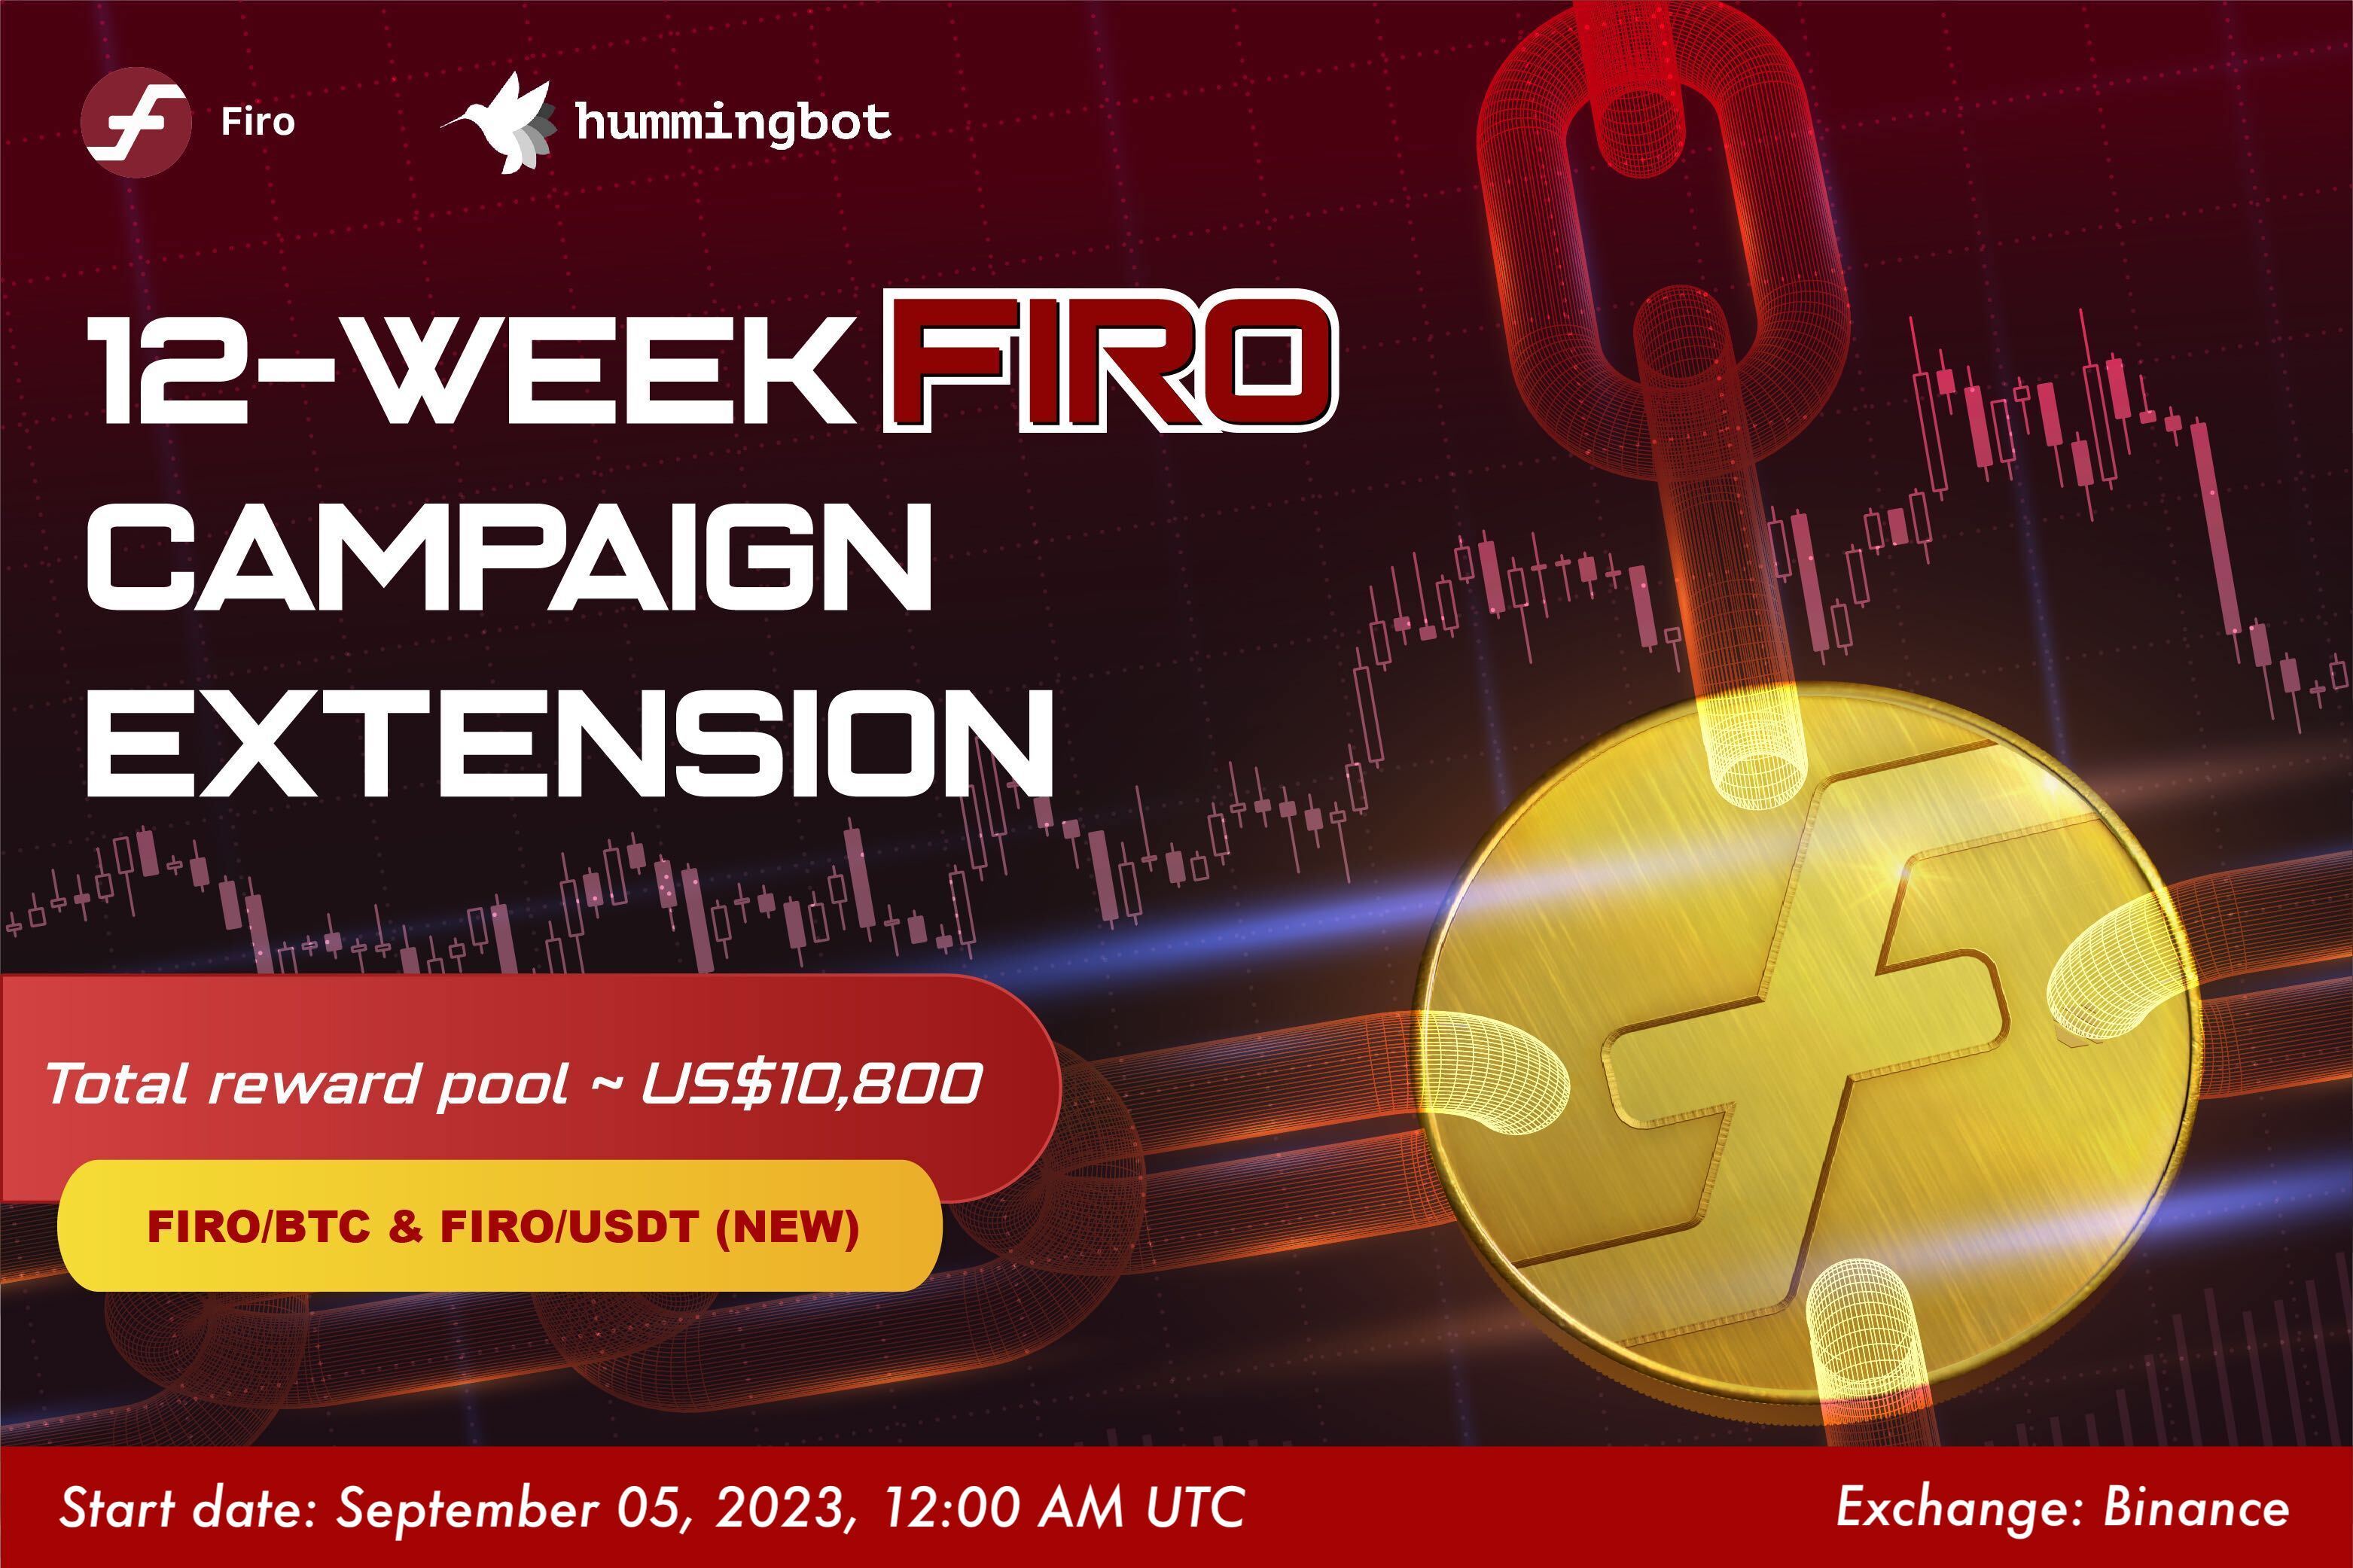 Firo
hummingbot
12-WEEK FIRO
CAMPAIGN
EXTENSION
Total reward pool ~ US$10,800
FIRO/BTC & FIRO/USDT (NEW)
Start date: September 05, 2023, 12:00 AM UTC
Exchange: Binance